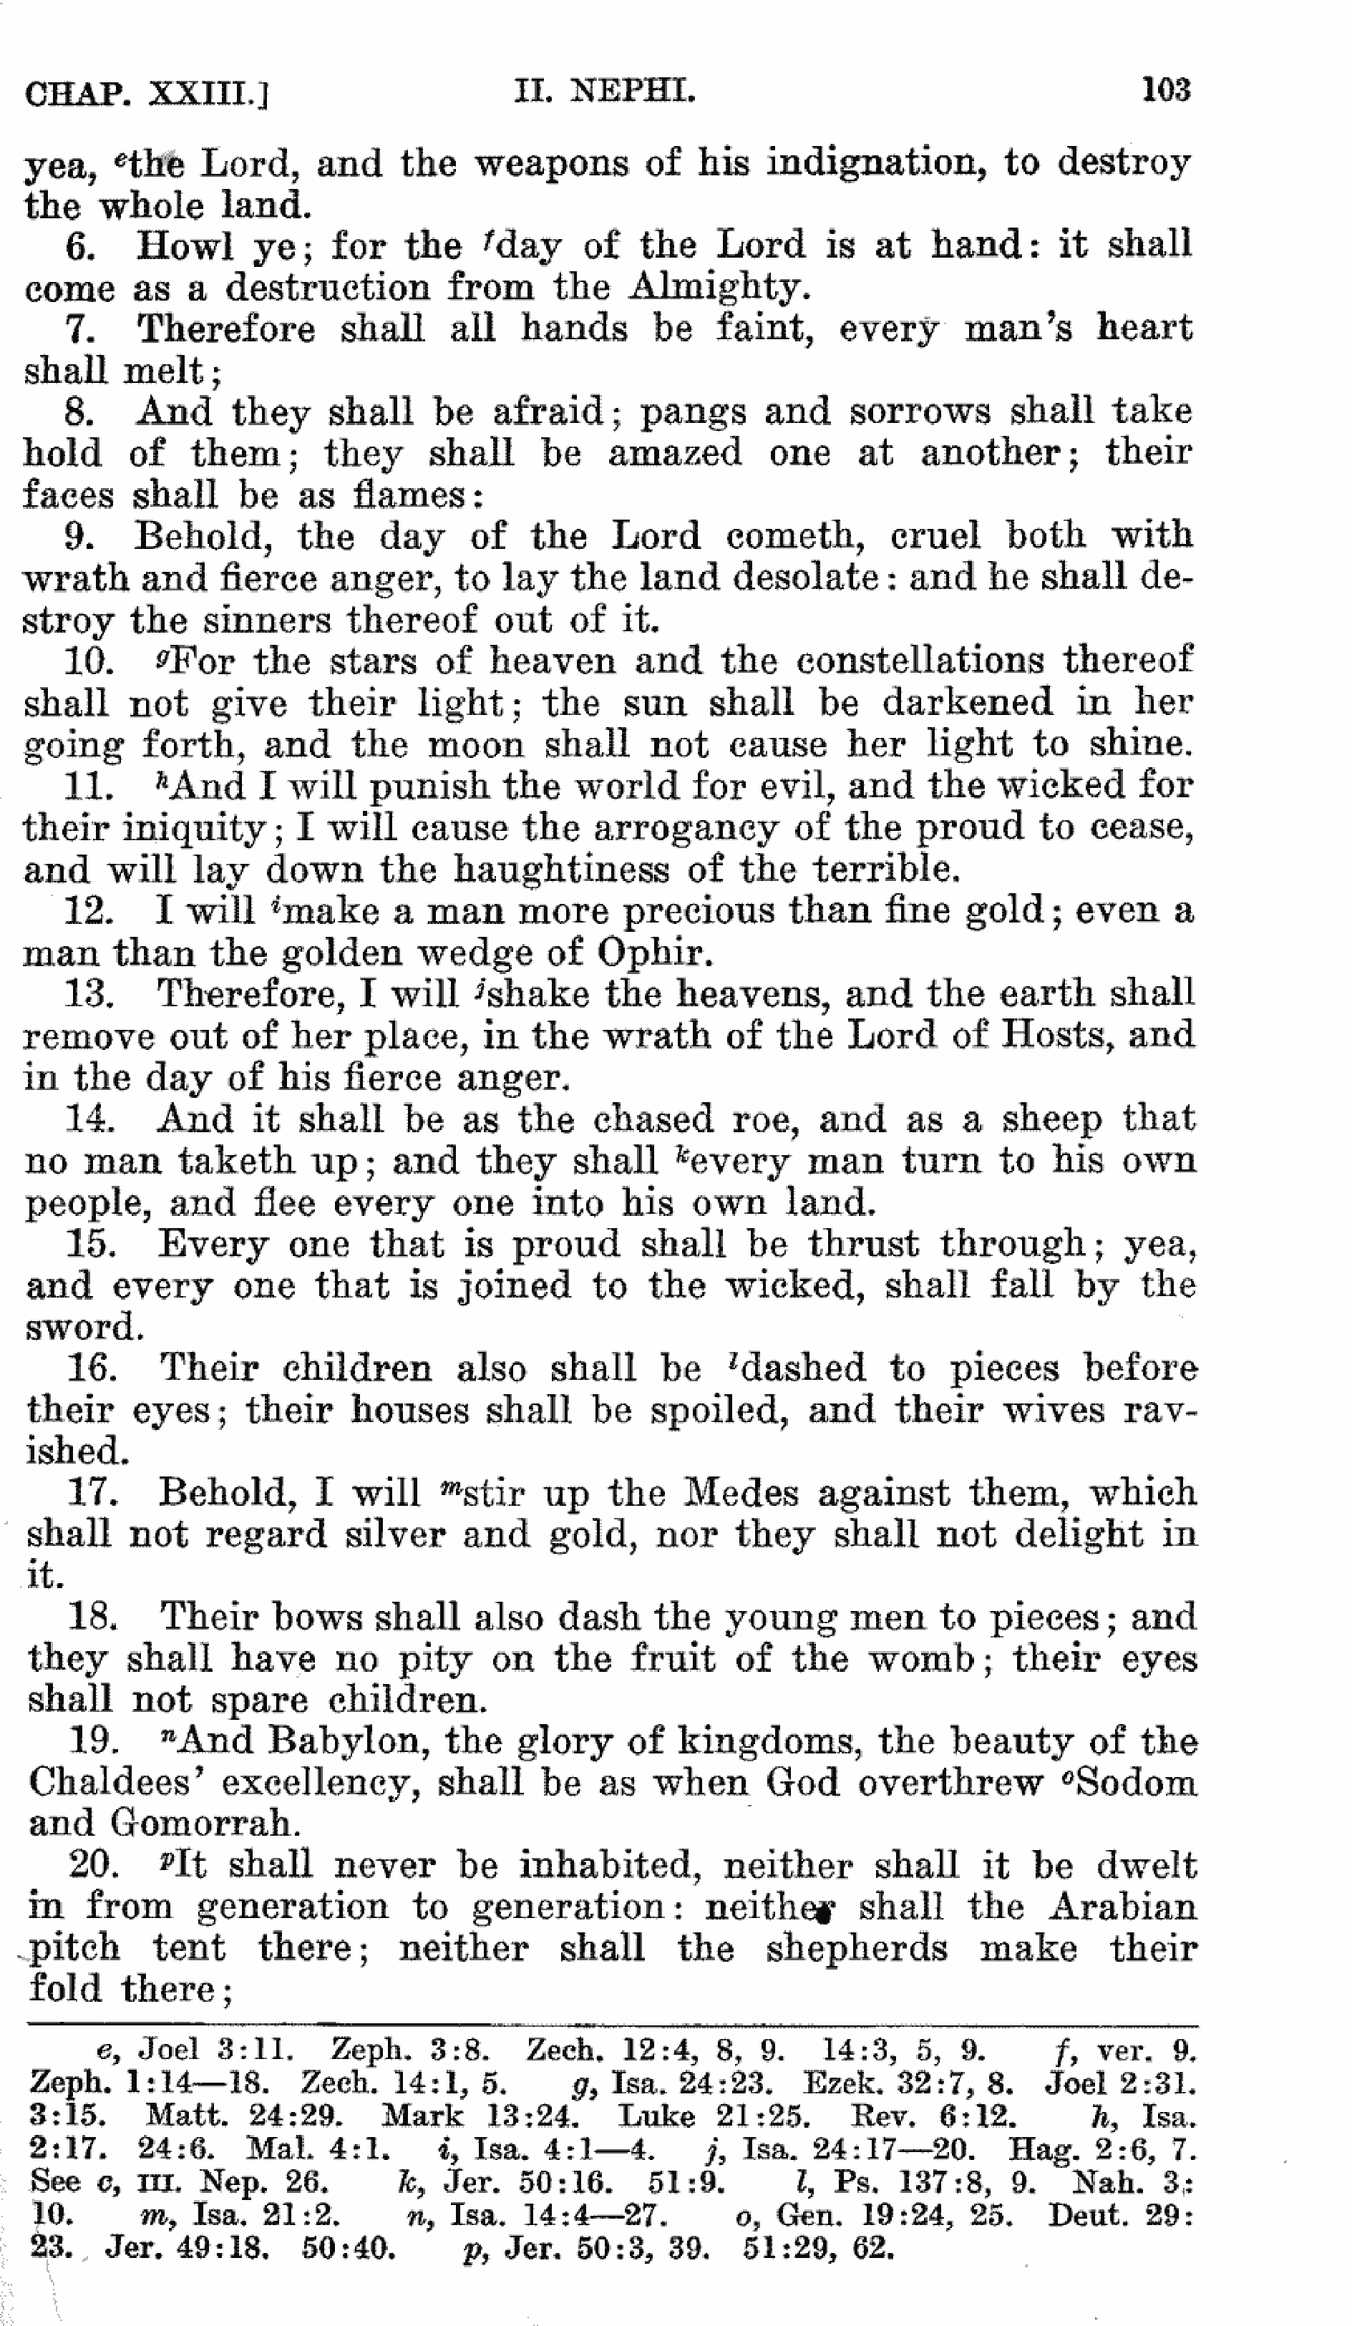 CHAP. XXIII.] II. NEPHI. 103
yea, ᵉthe Lord, and the weapons of his indignation, to destroy
the whole land.
6. Howl ye; for the ᶠday of the Lord is at hand: it shall
come as a destruction from the Almighty.
7. Therefore shall all hands be faint, every man's heart
shall melt;
8. And they shall be afraid; pangs and sorrows shall take
hold of them; they shall be amazed one at another; their
faces shall be as flames:
9. Behold, the day of the Lord cometh, cruel both with
wrath and fierce anger, to lay the land desolate: and he shall de-
stroy the sinners thereof out of it.
10. ᵍFor the stars of heaven and the constellations thereof
shall not give their light; the sun shall be darkened in her
going forth, and the moon shall not cause her light to shine.
11. ʰAnd I will punish the world for evil, and the wicked for
their iniquity; I will cause the arrogancy of the proud to cease,
and will lay down the haughtiness of the terrible.
12. I will ⁱmake a man more precious than fine gold; even a
man than the golden wedge of Ophir.
13. Therefore, I will ʲshake the heavens, and the earth shall
remove out of her place, in the wrath of the Lord of Hosts, and
in the day of his fierce anger.
14. And it shall be as the chased roe, and as a sheep that
no man taketh up; and they shall ᵏevery man turn to his own
people, and flee every one into his own land.
15. Every one that is proud shall be thrust through; yea,
and every one that is joined to the wicked, shall fall by the
sword.
16. Their children also shall be ˡdashed to pieces before
their eyes; their houses shall be spoiled, and their wives rav-
ished.
17. Behold, I will ᵐstir up the Medes against them, which
shall not regard silver and gold, nor they shall not delight in
it.
18. Their bows shall also dash the young men to pieces; and
they shall have no pity on the fruit of the womb; their eyes
shall not spare children.
19. ⁿAnd Babylon, the glory of kingdoms, the beauty of the
Chaldees' excellency, shall be as when God overthrew ᵒSodom
and Gomorrah.
20. ᵖIt shall never be inhabited, neither shall it be dwelt
in from generation to generation: neither shall the Arabian
pitch tent there; neither shall the shepherds make their
fold there;
e, Joel 3:11. Zeph. 3:8. Zech. 12:4, 8, 9. 14:3, 5, 9. f, ver. 9.
Zeph. 1:14—18. Zech. 14:1, 5. g, Isa. 24:23. Ezek. 32:7, 8. Joel 2:31.
3:15. Matt. 24:29. Mark 13:24. Luke 21:25. Rev. 6:12. h, Isa.
2:17. 24:6. Mal. 4:1. i, Isa. 4:1—4. j, Isa. 24:17—20. Hag. 2:6, 7.
See c, III. Nep. 26. k, Jer. 50:16. 51:9. l, Ps. 137:8, 9. Nah. 3:
10. m, Isa. 21:2. n, Isa. 14:4—27. o, Gen. 19:24, 25. Deut. 29:
23. Jer. 49:18. 50:40. p, Jer. 50:3, 39. 51:29, 62.